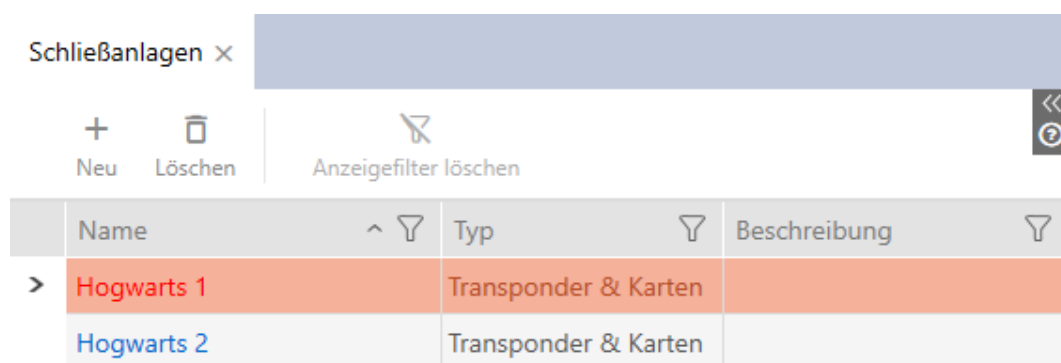 Schließanlagen
Neu Löschen Anzeigefilter löschen
Name Typ Beschreibung
Hogwarts 1 Transponder & Karten
Hogwarts 2 Transponder & Karten